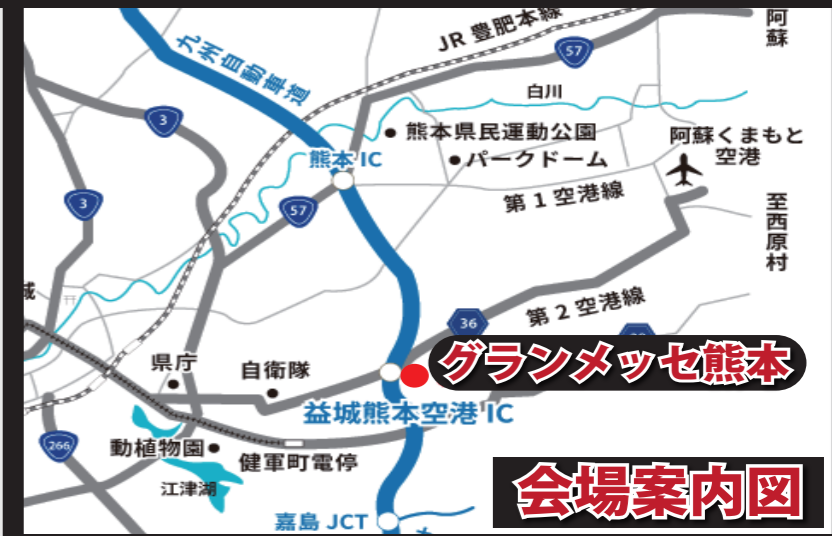 JR 豊肥本線
阿蘇
九州自動車道
57
白川
3
熊本県民運動公園
阿蘇くまもと
空港
熊本 IC
パークドーム
第 1 空港線
3
57
至西原村
城
第 2 空港線
36
県庁
自衛隊
グランメッセ熊本
益城熊本空港 IC
266
動植物園
健軍町電停
江津湖
会場案内図
嘉島 JCT